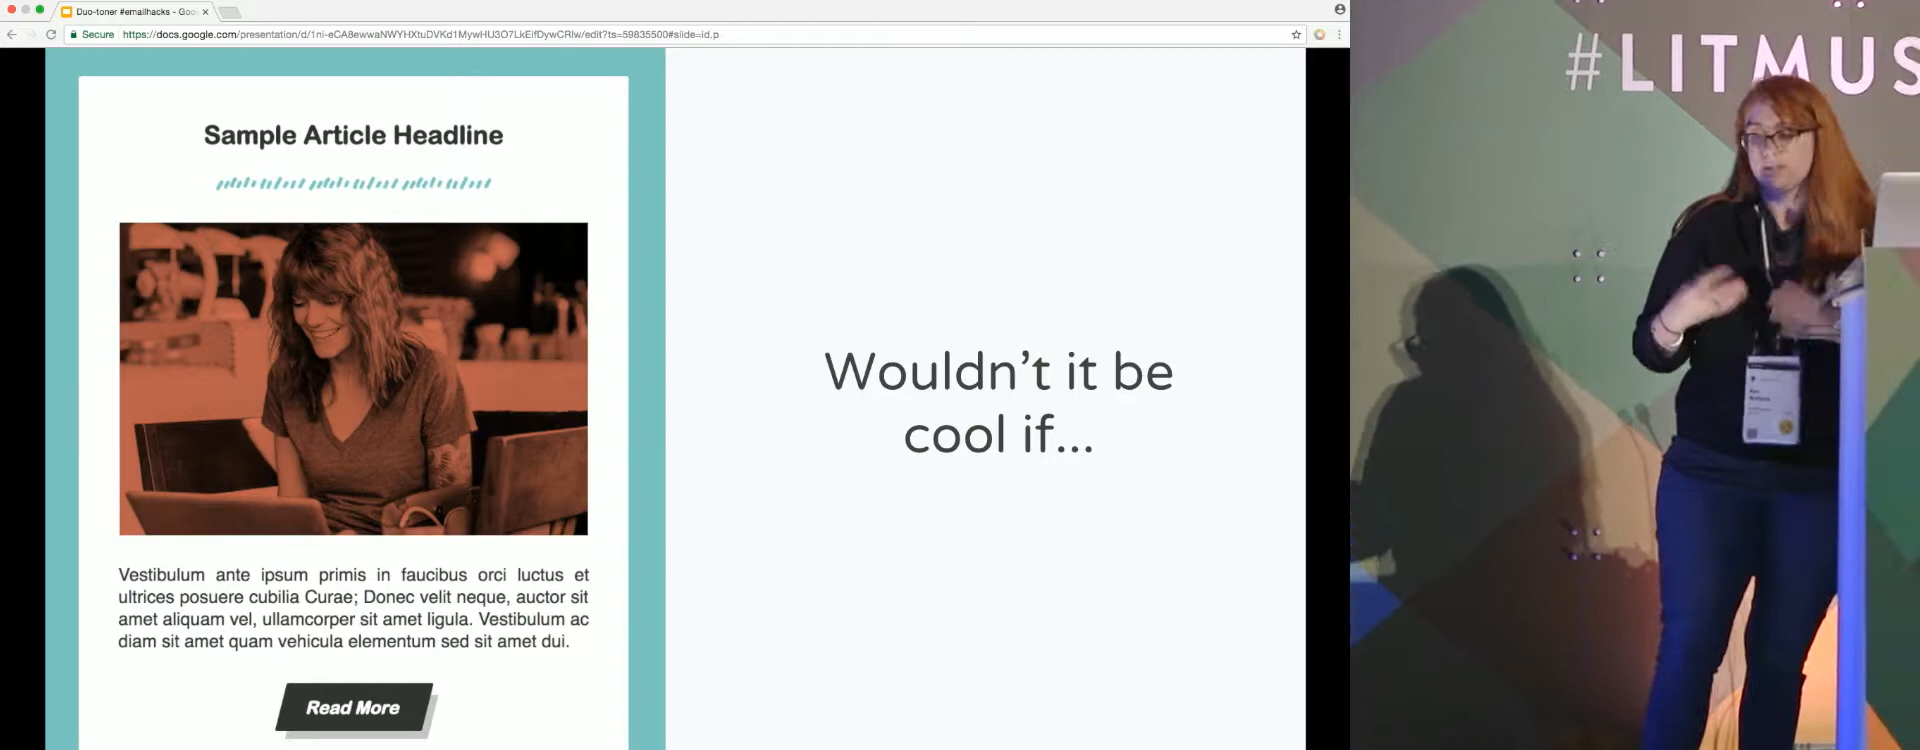 Duo-toner #emailhacks - Goo
Secure
https://docs.google.com/presentation/d/1ni-eCA8ewwaNWYHXtuDVKd1MywHU3O7LkEifDywCRlw/edit?ts=59835500#slide=id.p
Sample Article Headline
Vestibulum ante ipsum primis in faucibus orci luctus et
ultrices posuere cubilia Curae; Donec velit neque, auctor sit
amet aliquam vel, ullamcorper sit amet ligula. Vestibulum ac
diam sit amet quam vehicula elementum sed sit amet dui.
Read More
Wouldn’t it be
cool if...
#LITMUS